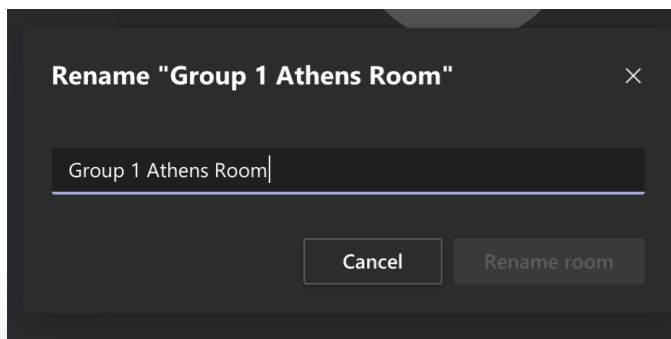 Rename "Group 1 Athens Room"
Group 1 Athens Room
Cancel
Rename room